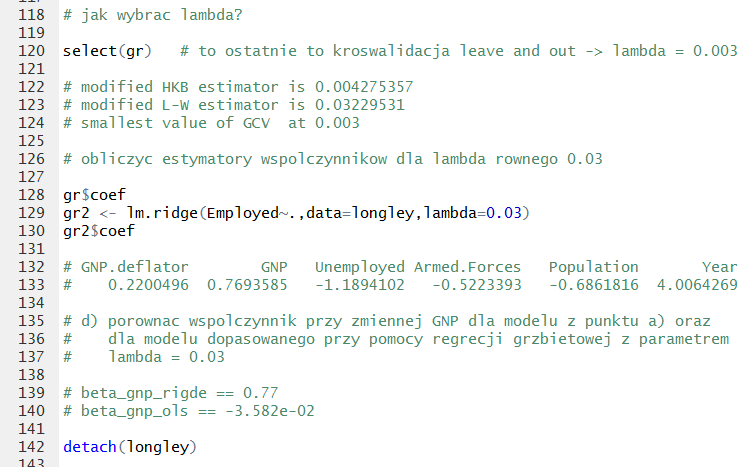 118 # jak wybrac lambda?
119
120 select(gr)   # to ostatnie to kroswalidacja leave and out -> lambda = 0.003
121
122 # modified HKB estimator is 0.004275357
123 # modified L-W estimator is 0.03229531
124 # smallest value of GCV  at 0.003
125
126 # obliczyc estymatory wspolczynnikow dla lambda rownego 0.03
127
128 gr$coef
129 gr2 <- lm.ridge(Employed~.,data=longley,lambda=0.03)
130 gr2$coef
131
132 # GNP.deflator        GNP   Unemployed Armed.Forces   Population         Year
133 #    0.2200496  0.7693585   -1.1894102   -0.5223393   -0.6861816  4.0064269
134
135 # d) porownac wspolczynnik przy zmiennej GNP dla modelu z punktu a) oraz
136 #    dla modelu dopasowanego przy pomocy regrecji grzbietowej z parametrem
137 #    lambda = 0.03
138
139 # beta_gnp_rigde == 0.77
140 # beta_gnp_ols == -3.582e-02
141
142 detach(longley)
143